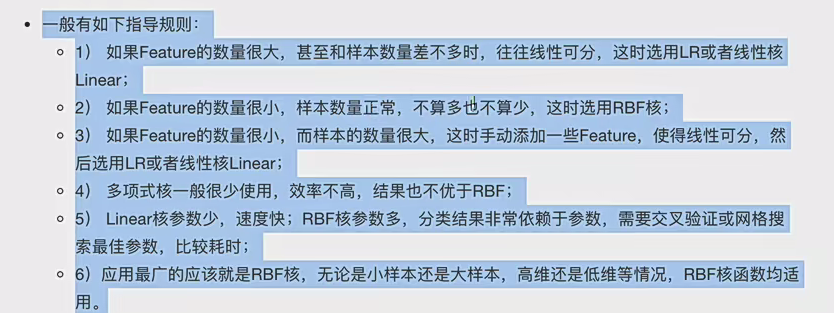 一般有如下指导规则：
1） 如果Feature的数量很大，甚至和样本数量差不多时，往往线性可分，这时选用LR或者线性核
Linear；
2） 如果Feature的数量很小，样本数量正常，不算多也不算少，这时选用RBF核；
3） 如果Feature的数量很小，而样本的数量很大，这时手动添加一些Feature，使得线性可分，然
后选用LR或者线性核Linear；
4） 多项式核一般很少使用，效率不高，结果也不优于RBF；
5） Linear核参数少，速度快；RBF核参数多，分类结果非常依赖于参数，需要交叉验证或网格搜
索最佳参数，比较耗时；
6）应用最广的应该就是RBF核，无论是小样本还是大样本，高维还是低维等情况，RBF核函数均适
用。